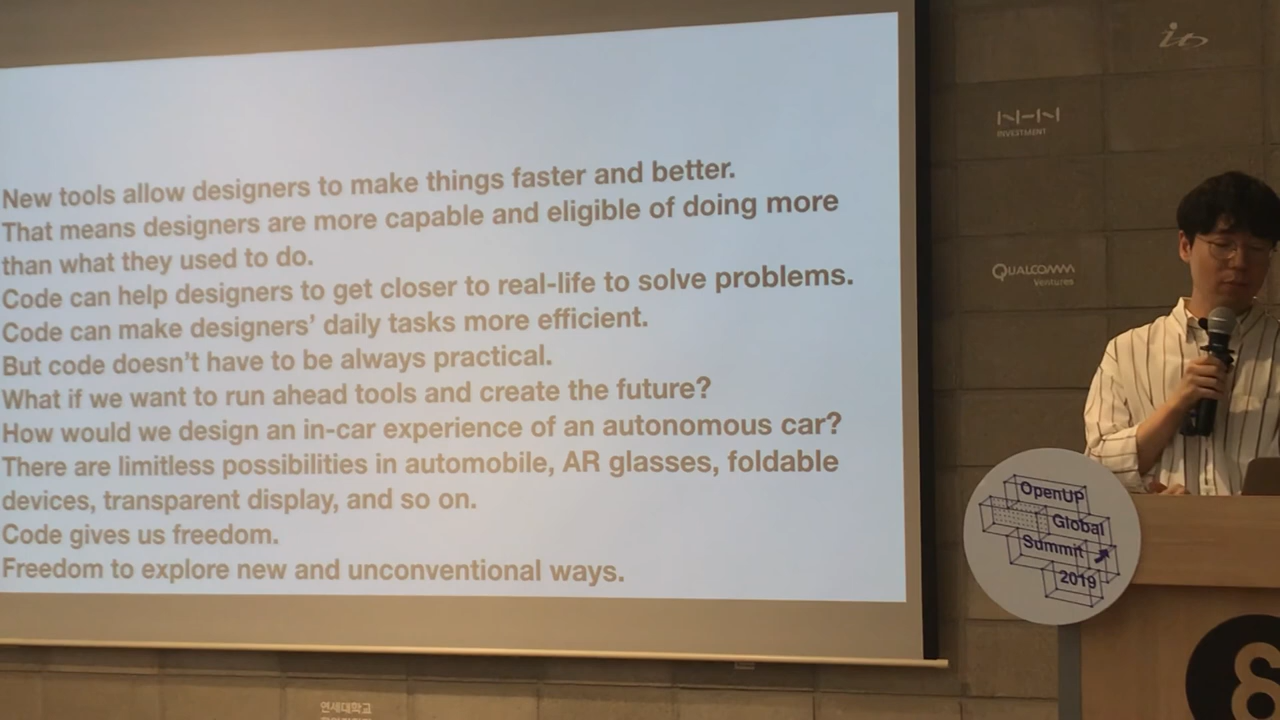 New tools allow designers to make things faster and better.
That means designers are more capable and eligible of doing more
than what they used to do.
Code can help designers to get closer to real-life to solve problems.
Code can make designers’ daily tasks more efficient.
But code doesn’t have to be always practical.
What if we want to run ahead tools and create the future?
How would we design an in-car experience of an autonomous car?
There are limitless possibilities in automobile, AR glasses, foldable
devices, transparent display, and so on.
Code gives us freedom.
Freedom to explore new and unconventional ways.
NHN
INVESTMENT
QUALCOMM
Ventures
OpenUP
Global
Summit
2019
연세대학교